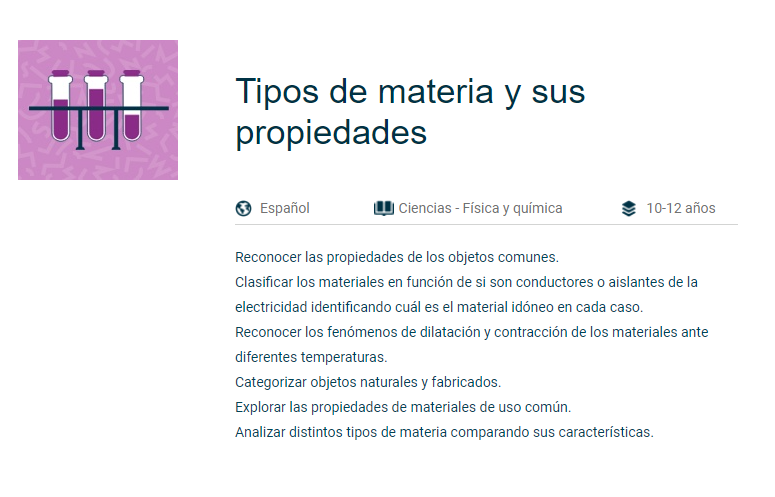 Tipos de materia y sus
propiedades
Español
Ciencias - Física y química
10-12 años
Reconocer las propiedades de los objetos comunes.
Clasificar los materiales en función de si son conductores o aislantes de la
electricidad identificando cuál es el material idóneo en cada caso.
Reconocer los fenómenos de dilatación y contracción de los materiales ante
diferentes temperaturas.
Categorizar objetos naturales y fabricados.
Explorar las propiedades de materiales de uso común.
Analizar distintos tipos de materia comparando sus características.